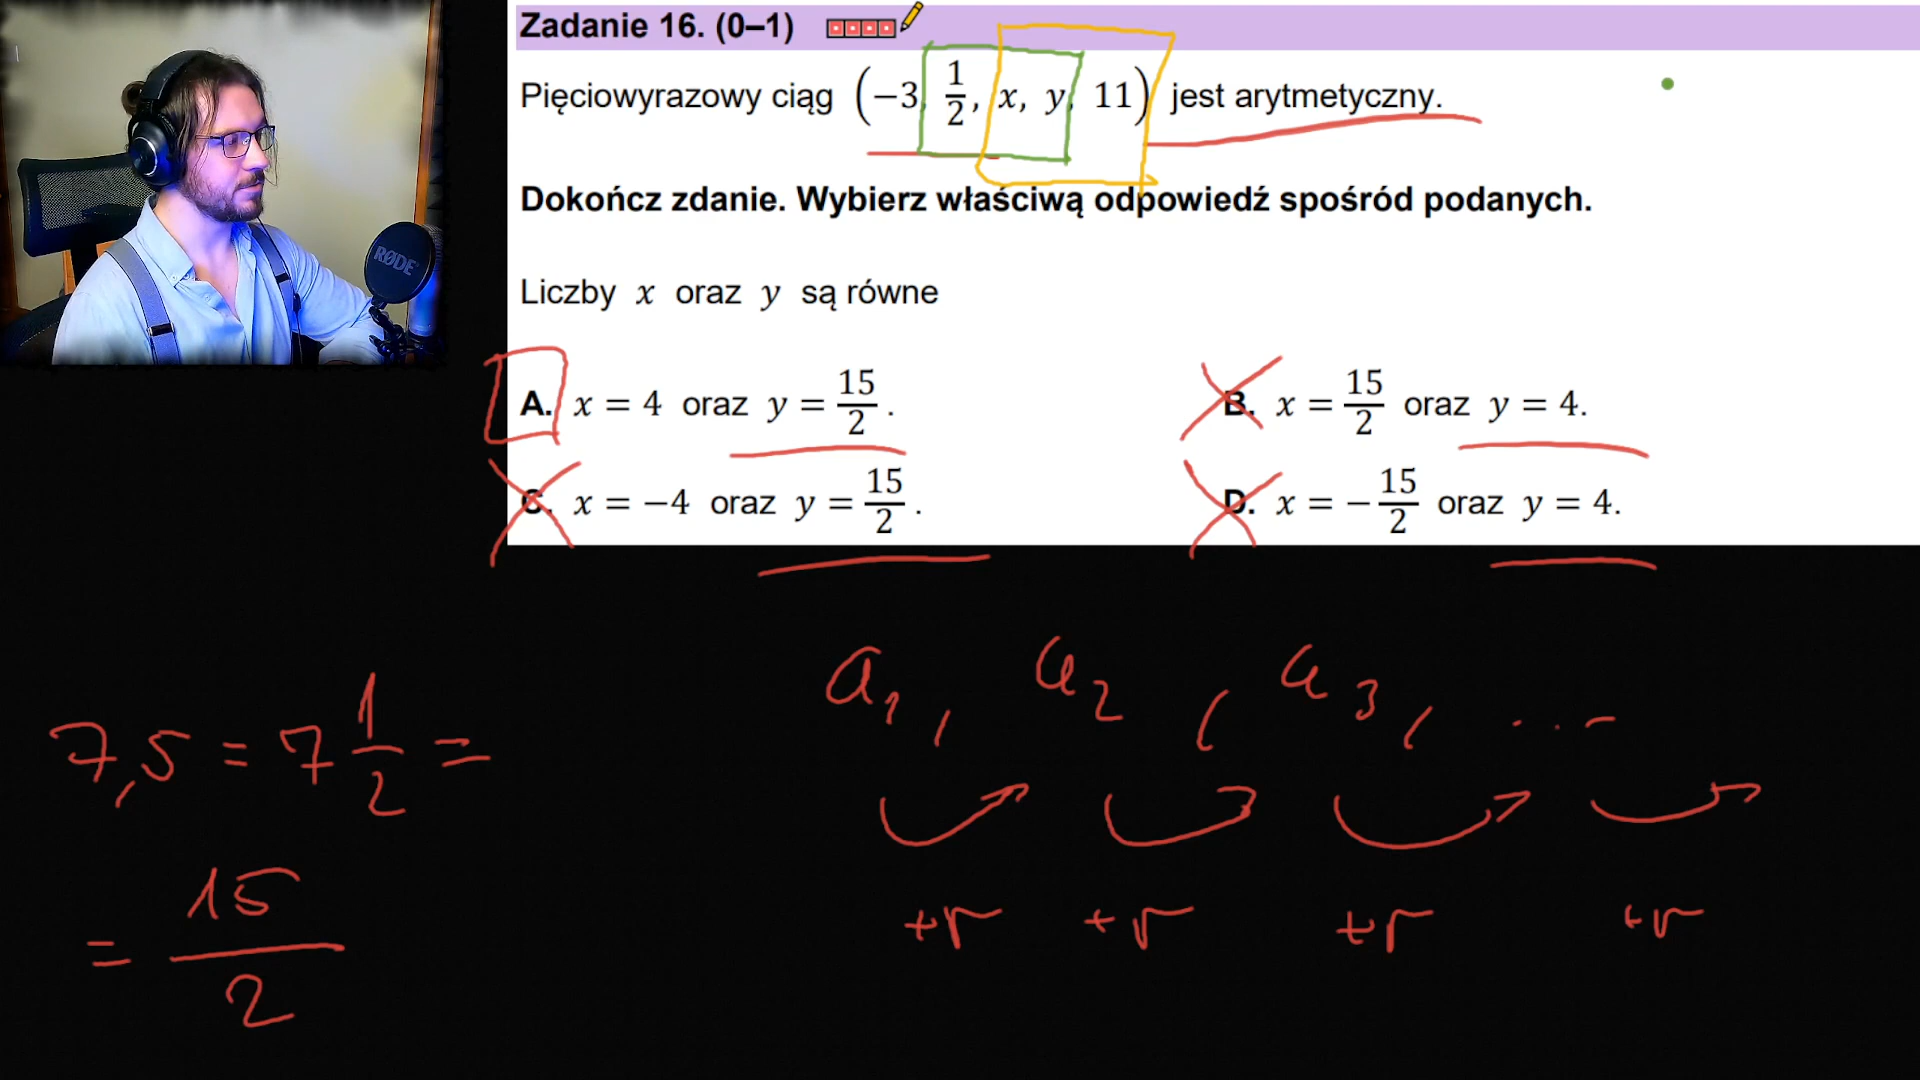 Zadanie 16. (0–1)
Pięciowyrazowy ciąg (−3, 1/2, x, y, 11) jest arytmetyczny.
Dokończ zdanie. Wybierz właściwą odpowiedź spośród podanych.
Liczby x oraz y są równe
A. x = 4 oraz y = 15/2.
B. x = 15/2 oraz y = 4.
C. x = −4 oraz y = 15/2.
D. x = −15/2 oraz y = 4.
RØDE
7,5 = 7 1/2 =
= 15/2
a₁, a₂, a₃, ...
+r +r +r +r